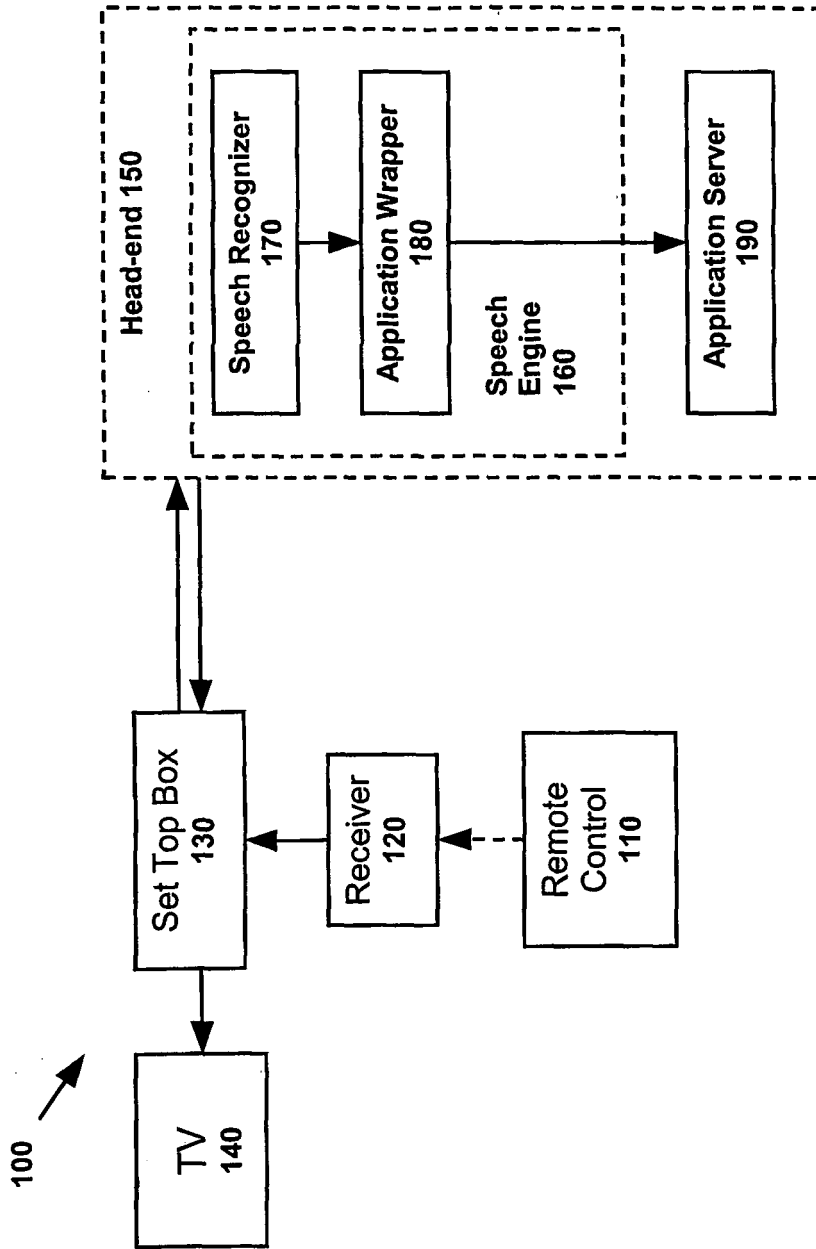 100
TV
140
Set Top Box
130
Receiver
120
Remote
Control
110
Head-end 150
Speech Recognizer
170
Application Wrapper
180
Speech
Engine
160
Application Server
190